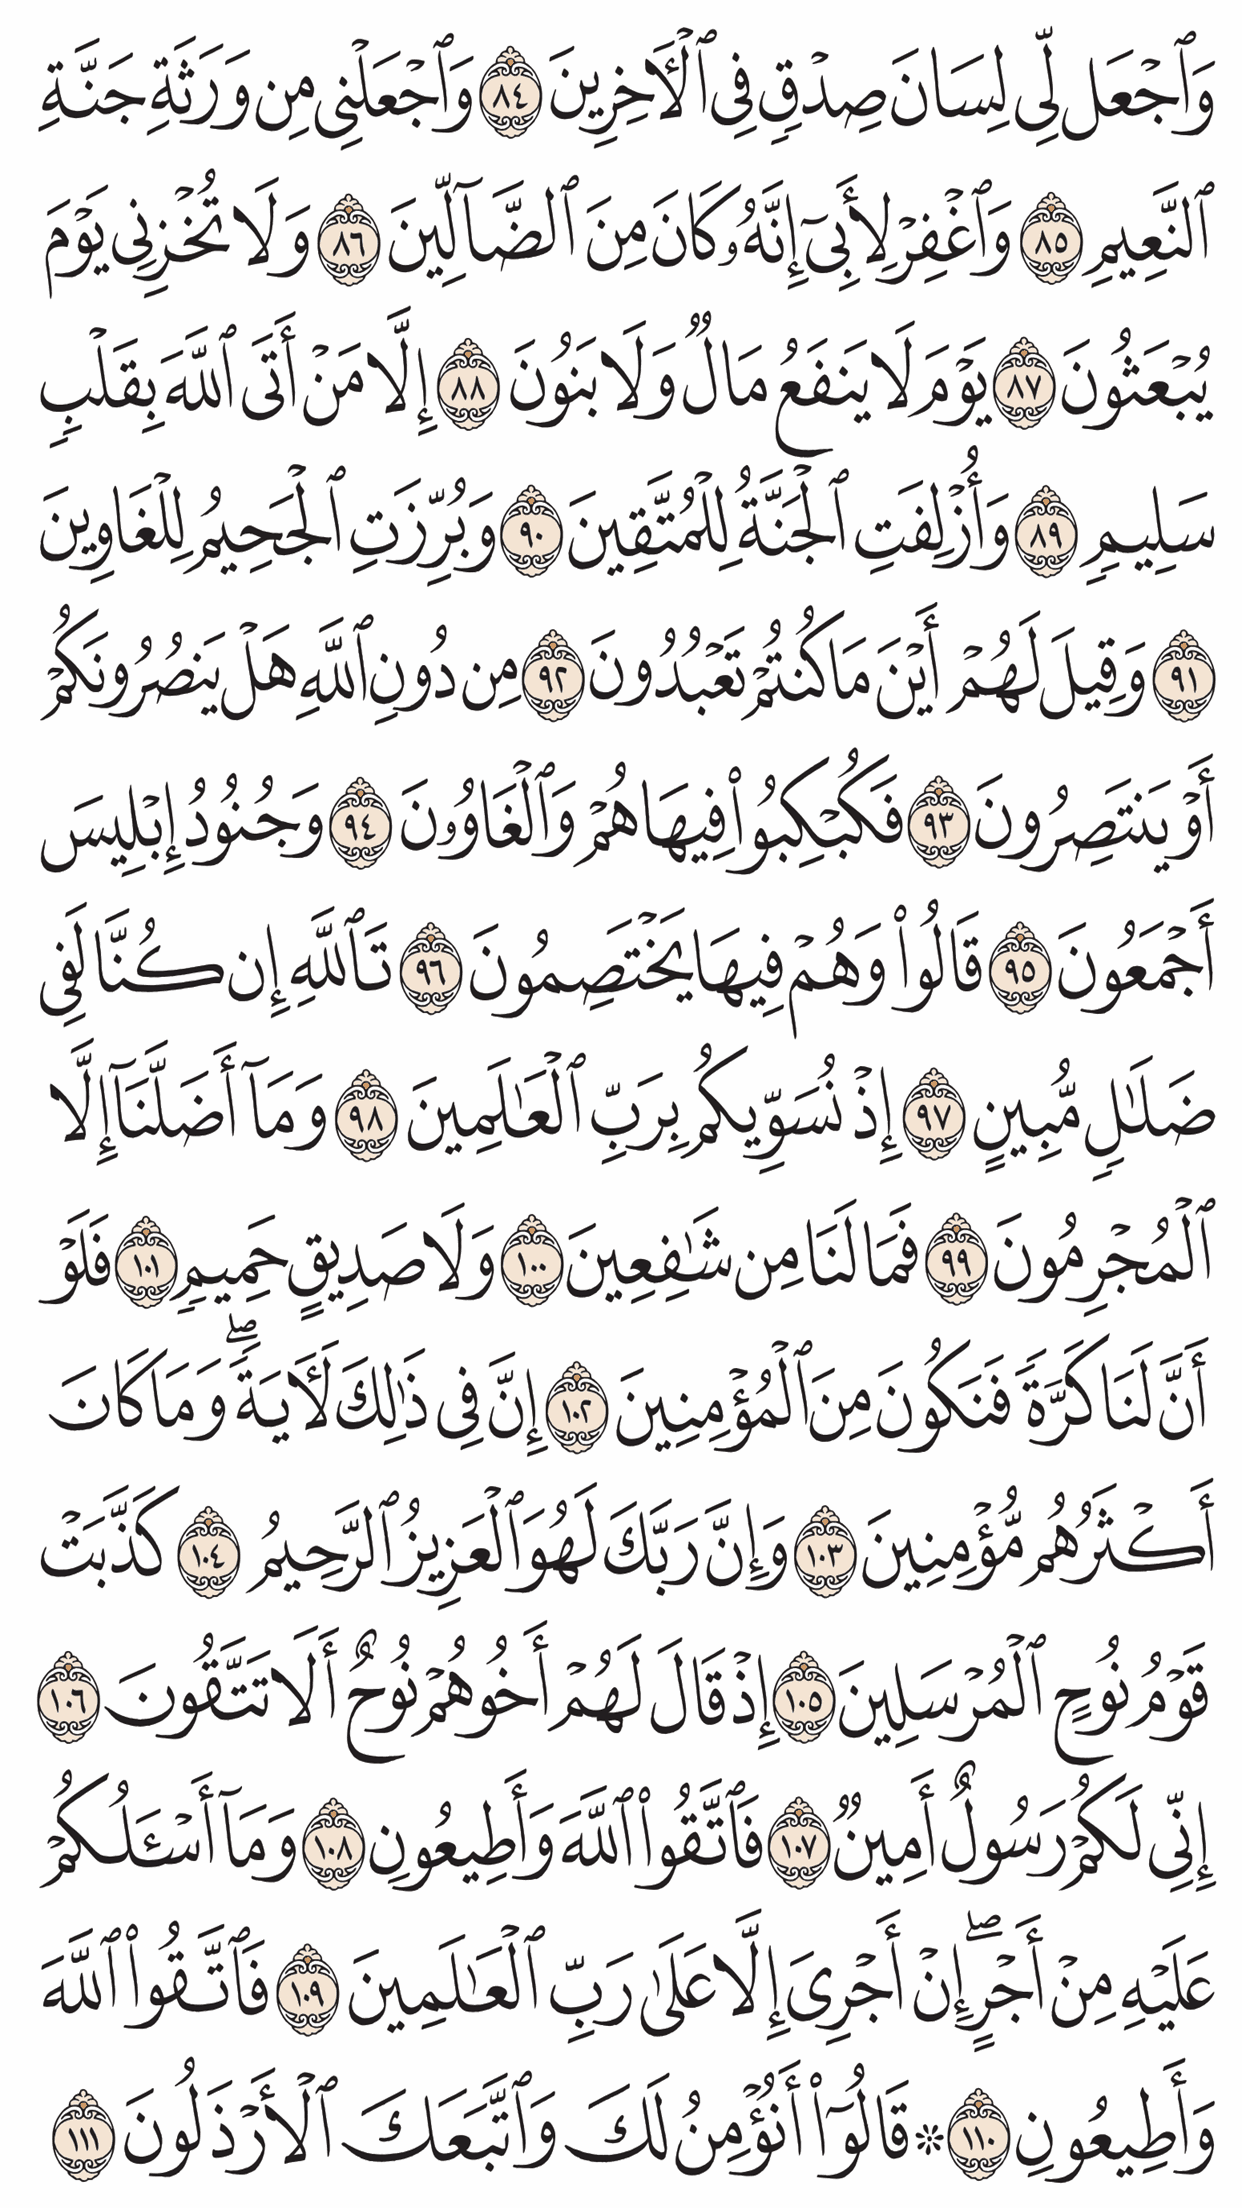 وَٱجْعَل لِّى لِسَانَ صِدْقٍ فِى ٱلْـَٔاخِرِينَ ٨٤ وَٱجْعَلْنِى مِن وَرَثَةِ جَنَّةِ
ٱلنَّعِيمِ ٨٥ وَٱغْفِرْ لِأَبِىٓ إِنَّهُۥ كَانَ مِنَ ٱلضَّآلِّينَ ٨٦ وَلَا تُخْزِنِى يَوْمَ
يُبْعَثُونَ ٨٧ يَوْمَ لَا يَنفَعُ مَالٌ وَلَا بَنُونَ ٨٨ إِلَّا مَنْ أَتَى ٱللَّهَ بِقَلْبٍ
سَلِيمٍ ٨٩ وَأُزْلِفَتِ ٱلْجَنَّةُ لِلْمُتَّقِينَ ٩٠ وَبُرِّزَتِ ٱلْجَحِيمُ لِلْغَاوِينَ
٩١ وَقِيلَ لَهُمْ أَيْنَ مَا كُنتُمْ تَعْبُدُونَ ٩٢ مِن دُونِ ٱللَّهِ هَلْ يَنصُرُونَكُمْ
أَوْ يَنتَصِرُونَ ٩٣ فَكُبْكِبُوا۟ فِيهَا هُمْ وَٱلْغَاوُۥنَ ٩٤ وَجُنُودُ إِبْلِيسَ
أَجْمَعُونَ ٩٥ قَالُوا۟ وَهُمْ فِيهَا يَخْتَصِمُونَ ٩٦ تَٱللَّهِ إِن كُنَّا لَفِى
ضَلَـٰلٍ مُّبِينٍ ٩٧ إِذْ نُسَوِّيكُم بِرَبِّ ٱلْعَـٰلَمِينَ ٩٨ وَمَآ أَضَلَّنَآ إِلَّا
ٱلْمُجْرِمُونَ ٩٩ فَمَا لَنَا مِن شَـٰفِعِينَ ١٠٠ وَلَا صَدِيقٍ حَمِيمٍ ١٠١ فَلَوْ
أَنَّ لَنَا كَرَّةً فَنَكُونَ مِنَ ٱلْمُؤْمِنِينَ ١٠٢ إِنَّ فِى ذَٰلِكَ لَـَٔايَةً ۖ وَمَا كَانَ
أَكْثَرُهُم مُّؤْمِنِينَ ١٠٣ وَإِنَّ رَبَّكَ لَهُوَ ٱلْعَزِيزُ ٱلرَّحِيمُ ١٠٤ كَذَّبَتْ
قَوْمُ نُوحٍ ٱلْمُرْسَلِينَ ١٠٥ إِذْ قَالَ لَهُمْ أَخُوهُمْ نُوحٌ أَلَا تَتَّقُونَ ١٠٦
إِنِّى لَكُمْ رَسُولٌ أَمِينٌ ١٠٧ فَٱتَّقُوا۟ ٱللَّهَ وَأَطِيعُونِ ١٠٨ وَمَآ أَسْـَٔلُكُمْ
عَلَيْهِ مِنْ أَجْرٍ ۖ إِنْ أَجْرِىَ إِلَّا عَلَىٰ رَبِّ ٱلْعَـٰلَمِينَ ١٠٩ فَٱتَّقُوا۟ ٱللَّهَ
وَأَطِيعُونِ ١١٠ ۞ قَالُوٓا۟ أَنُؤْمِنُ لَكَ وَٱتَّبَعَكَ ٱلْأَرْذَلُونَ ١١١